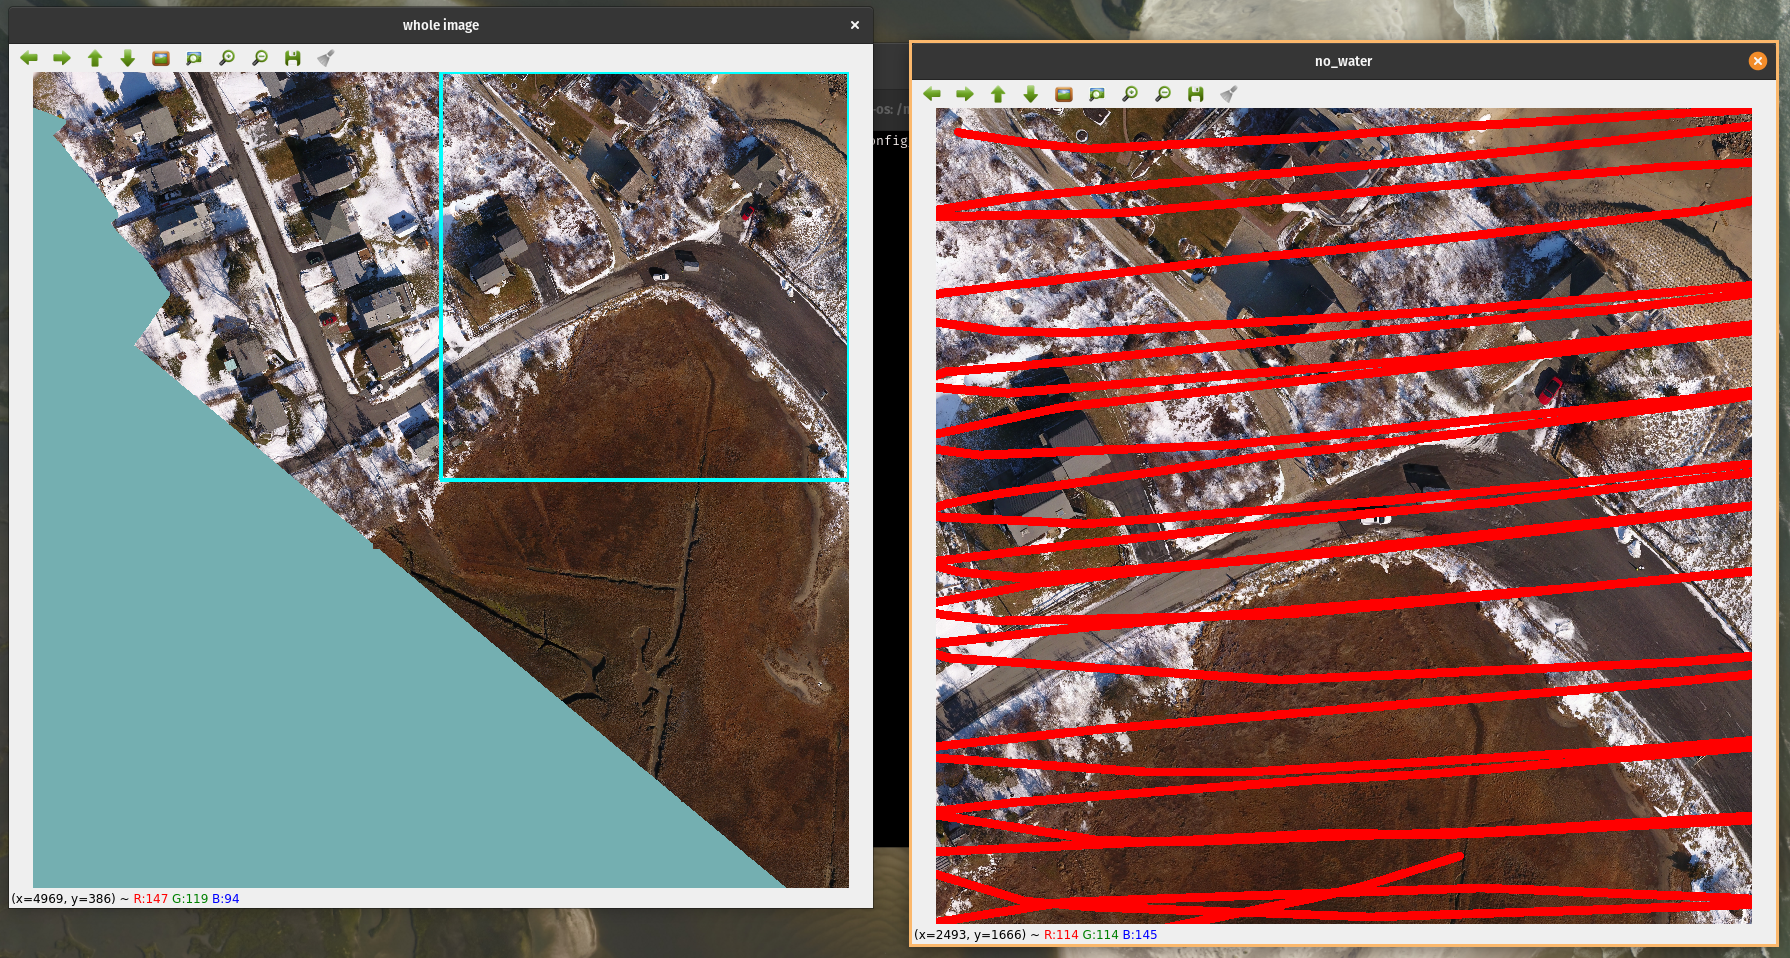 whole image
no_water
-os: /n
onfig
(x=4969, y=386) ~ R:147 G:119 B:94
(x=2493, y=1666) ~ R:114 G:114 B:145